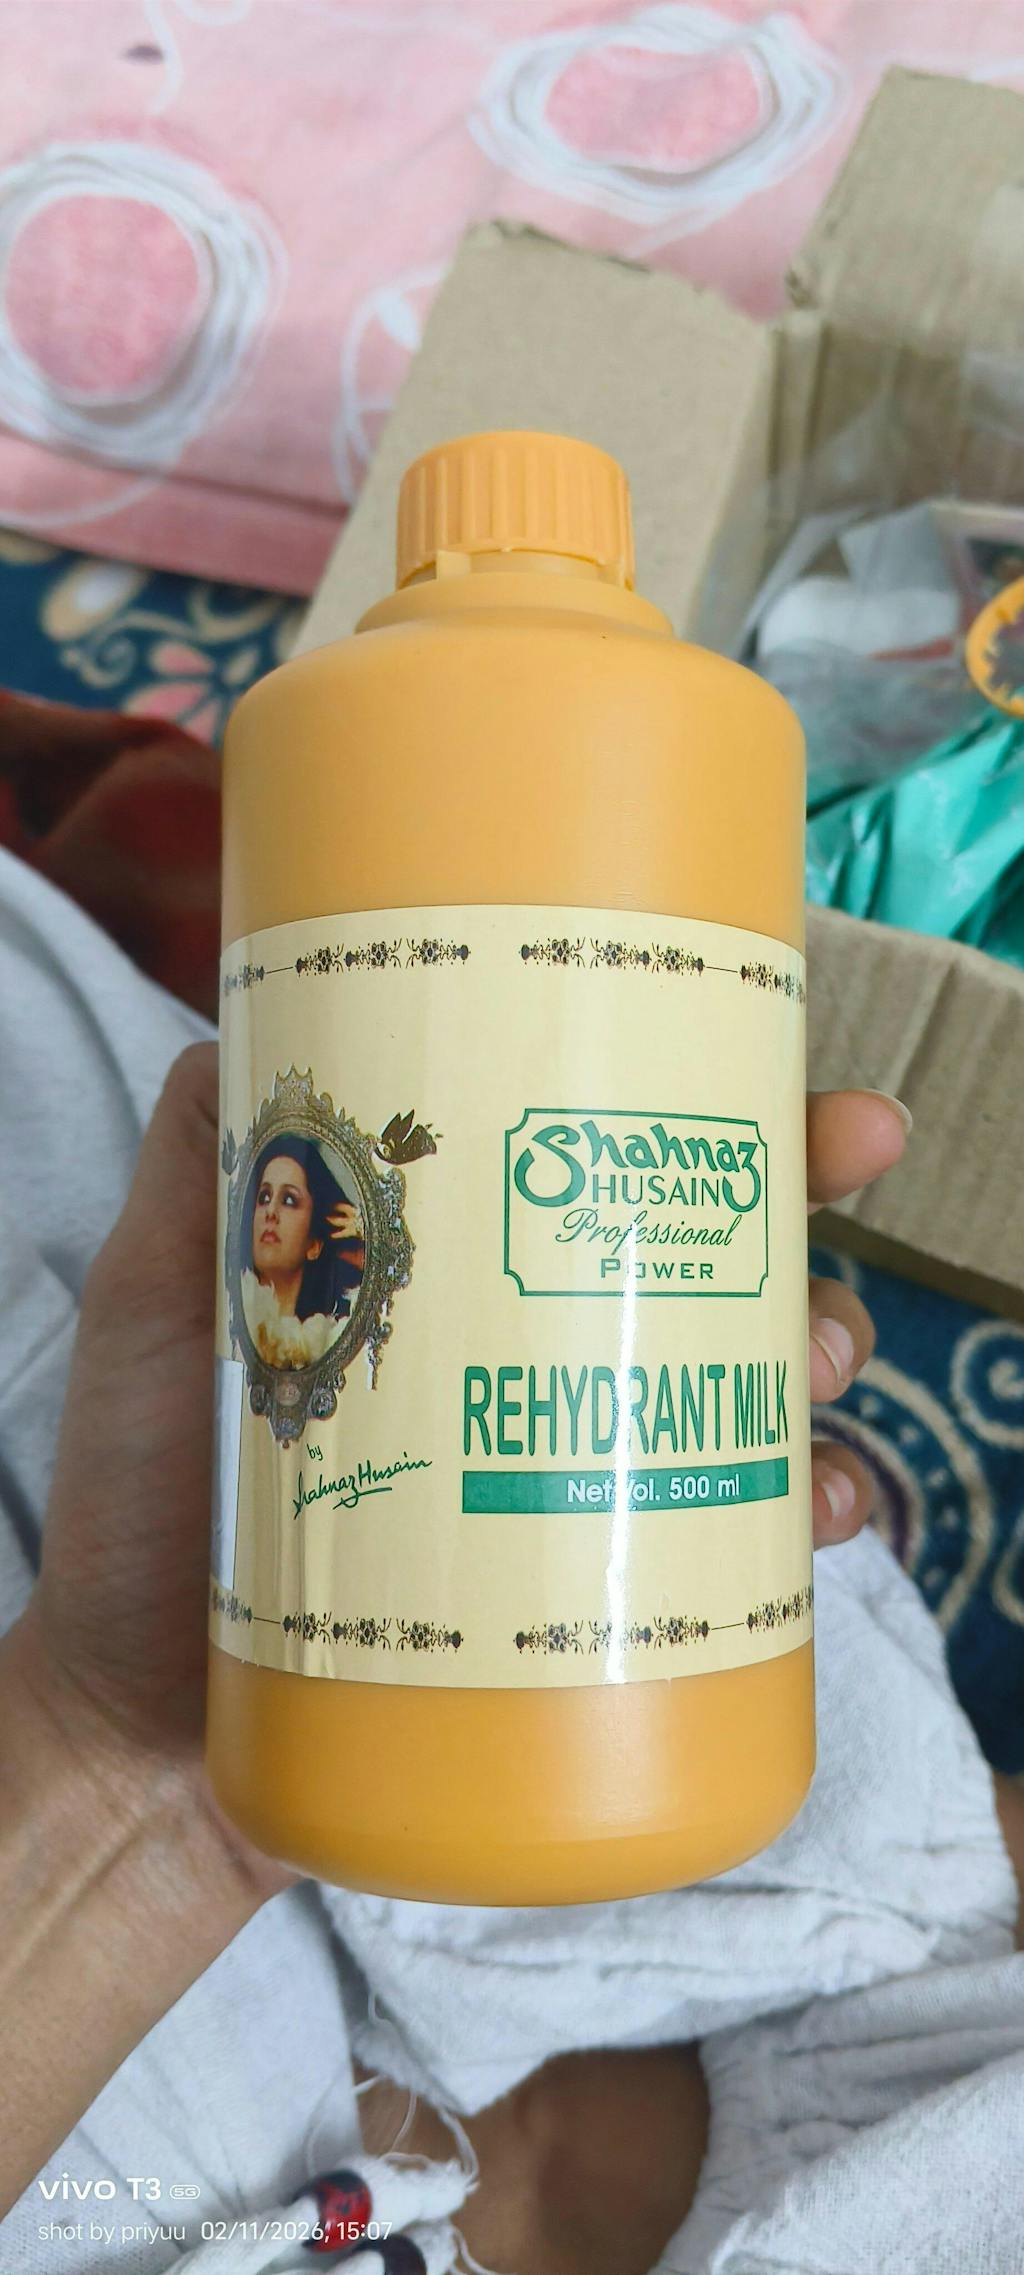 Shahnaz
HUSAIN
Professional
POWER
REHYDRANT MILK
Net Vol. 500 ml
by
Shahnaz Husain
vivo T3 5G
shot by priyuu 02/11/2026, 15:07